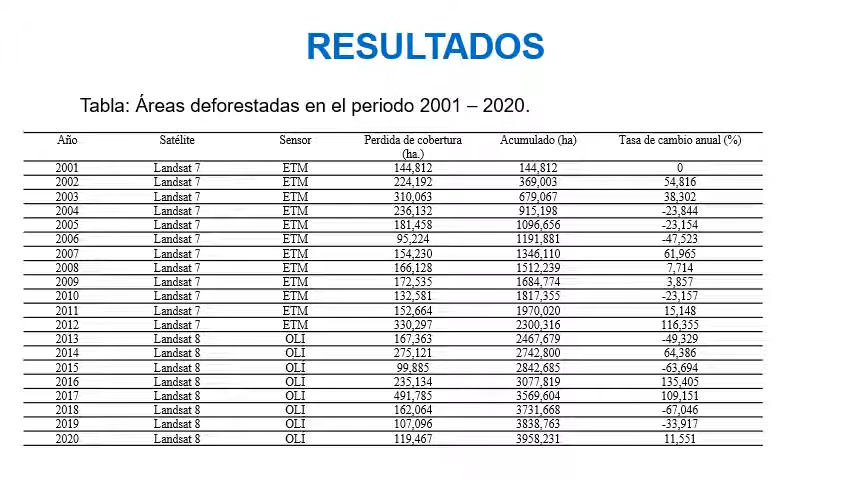 RESULTADOS
Tabla: Áreas deforestadas en el periodo 2001 – 2020.
Año Satélite Sensor Perdida de cobertura (ha.) Acumulado (ha) Tasa de cambio anual (%)
2001 Landsat 7 ETM 144,812 144,812 0
2002 Landsat 7 ETM 224,192 369,003 54,816
2003 Landsat 7 ETM 310,063 679,067 38,302
2004 Landsat 7 ETM 236,132 915,198 -23,844
2005 Landsat 7 ETM 181,458 1096,656 -23,154
2006 Landsat 7 ETM 95,224 1191,881 -47,523
2007 Landsat 7 ETM 154,230 1346,110 61,965
2008 Landsat 7 ETM 166,128 1512,239 7,714
2009 Landsat 7 ETM 172,535 1684,774 3,857
2010 Landsat 7 ETM 132,581 1817,355 -23,157
2011 Landsat 7 ETM 152,664 1970,020 15,148
2012 Landsat 7 ETM 330,297 2300,316 116,355
2013 Landsat 8 OLI 167,363 2467,679 -49,329
2014 Landsat 8 OLI 275,121 2742,800 64,386
2015 Landsat 8 OLI 99,885 2842,685 -63,694
2016 Landsat 8 OLI 235,134 3077,819 135,405
2017 Landsat 8 OLI 491,785 3569,604 109,151
2018 Landsat 8 OLI 162,064 3731,668 -67,046
2019 Landsat 8 OLI 107,096 3838,763 -33,917
2020 Landsat 8 OLI 119,467 3958,231 11,551